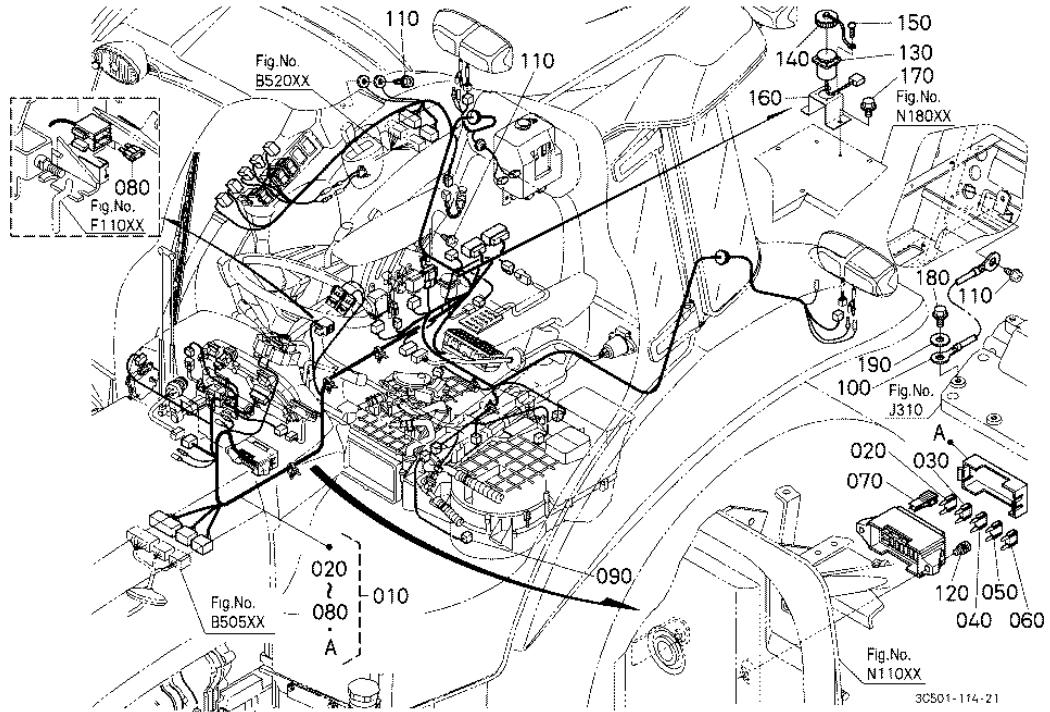 110
150
Fig.No.
B520XX
110
140
130
170
160
Fig.No.
N180XX
080
Fig.No.
F110XX
180
110
190
100
Fig.No.
J310
A
020
030
070
090
120
050
040
060
020
~
080
·
A
010
Fig.No.
B505XX
Fig.No.
N110XX
3C501-114-21